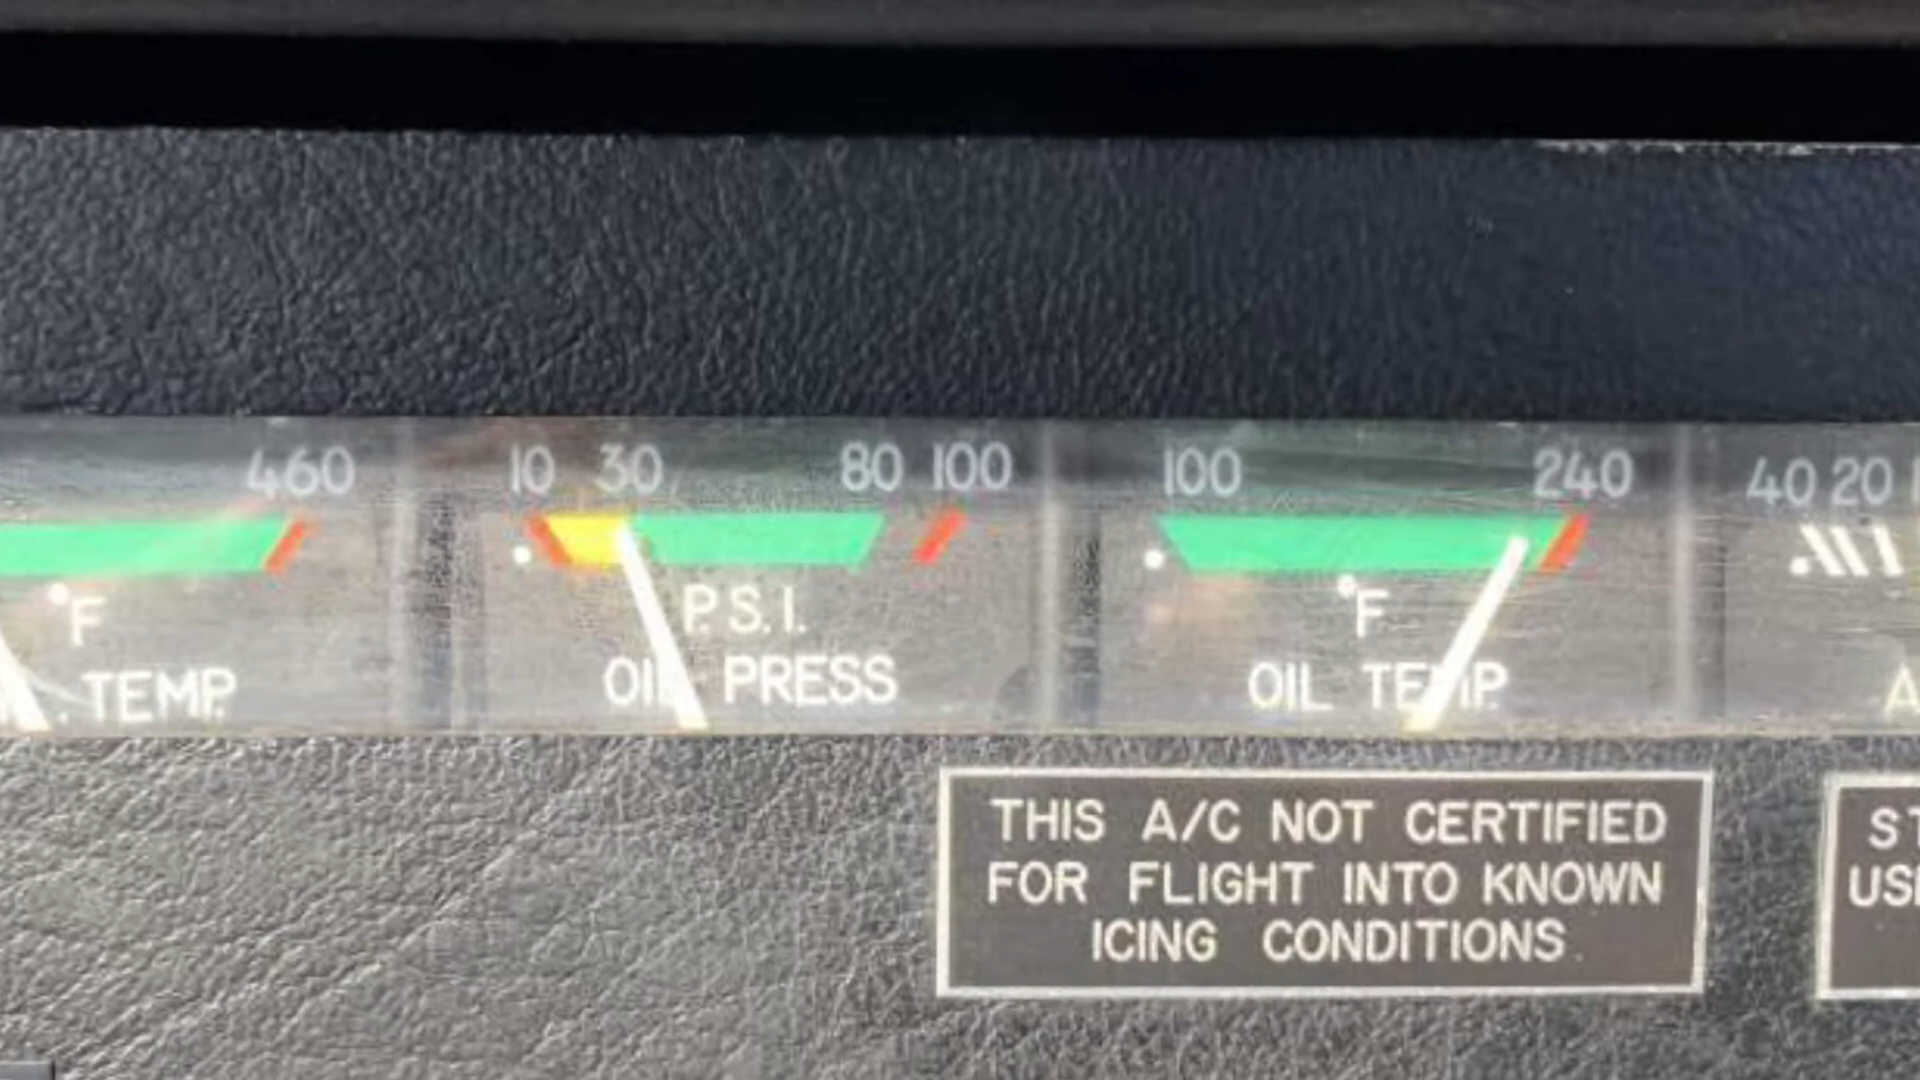 460
°F
TEMP.
10 30 80 100
P.S.I.
OIL PRESS
100 240
°F
OIL TEMP.
40 20
THIS A/C NOT CERTIFIED
FOR FLIGHT INTO KNOWN
ICING CONDITIONS